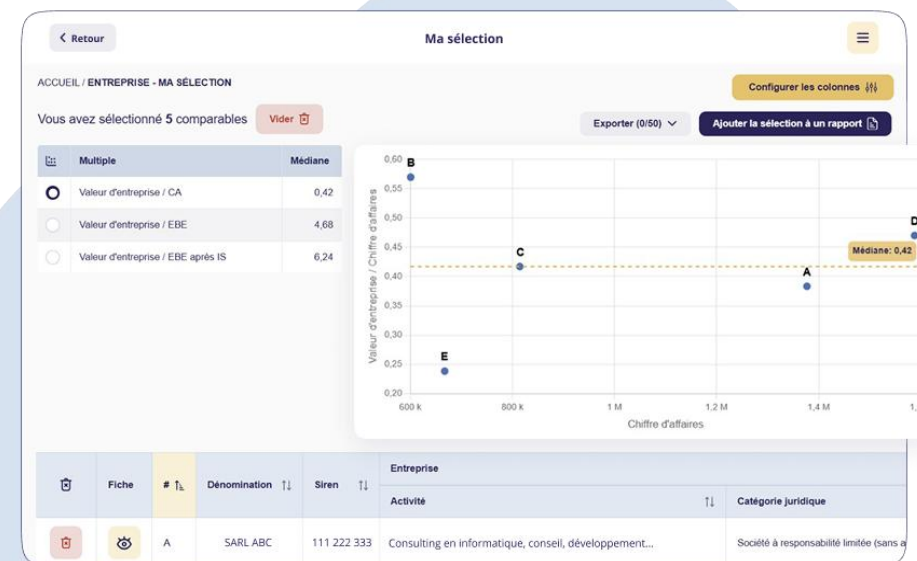 Retour
Ma sélection
ACCUEIL / ENTREPRISE - MA SÉLECTION
Configurer les colonnes
Vous avez sélectionné 5 comparables
Vider
Exporter (0/50)
Ajouter la sélection à un rapport
Multiple Médiane
Valeur d'entreprise / CA 0,42
Valeur d'entreprise / EBE 4,68
Valeur d'entreprise / EBE après IS 6,24
Valeur d'entreprise / Chiffre d'affaires
0,60
0,55
0,50
0,45
0,40
0,35
0,30
0,25
0,20
B
D
C
Médiane: 0,42
A
E
600 k 800 k 1 M 1,2 M 1,4 M 1,
Chiffre d'affaires
Fiche # Dénomination Siren Entreprise
Activité Catégorie juridique
A SARL ABC 111 222 333 Consulting en informatique, conseil, développement... Société à responsabilité limitée (sans a